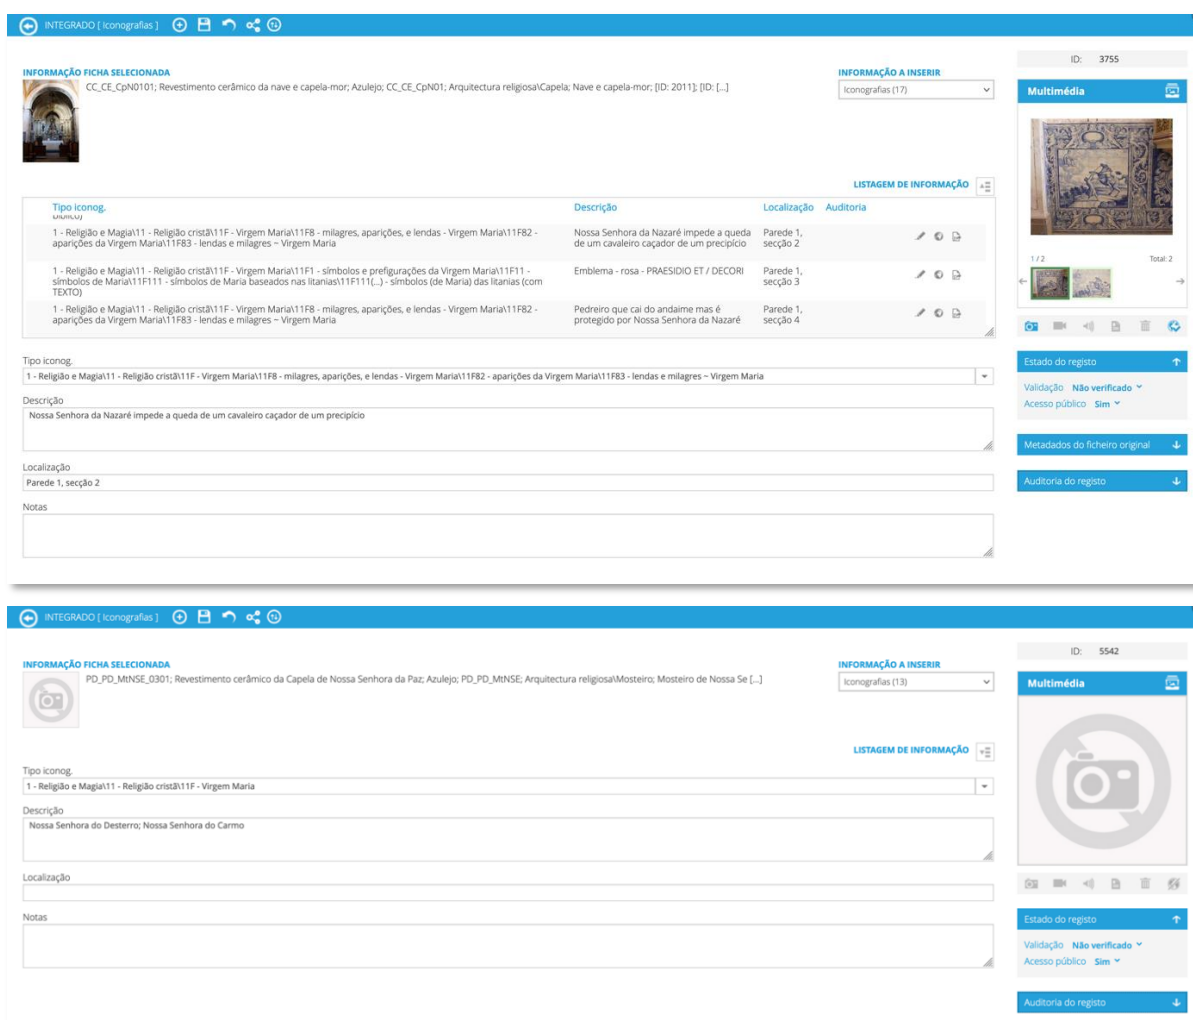 INTEGRADO [ Iconografias ]
ID: 3755
INFORMAÇÃO FICHA SELECIONADA
CC_CE_CpN0101; Revestimento cerâmico da nave e capela-mor; Azulejo; CC_CE_CpN01; Arquitectura religiosa\Capela; Nave e capela-mor; [ID: 2011]; [ID: [...]
INFORMAÇÃO A INSERIR
Iconografias (17)
Multimédia
LISTAGEM DE INFORMAÇÃO
Tipo iconog. Descrição Localização Auditoria
bíblico)
1 - Religião e Magia\11 - Religião cristã\11F - Virgem Maria\11F8 - milagres, aparições, e lendas - Virgem Maria\11F82 -
aparições da Virgem Maria\11F83 - lendas e milagres ~ Virgem Maria
Nossa Senhora da Nazaré impede a queda
de um cavaleiro caçador de um precipício
Parede 1,
secção 2
1 - Religião e Magia\11 - Religião cristã\11F - Virgem Maria\11F1 - símbolos e prefigurações da Virgem Maria\11F11 -
símbolos de Maria\11F111 - símbolos de Maria baseados nas litanias\11F111(...) - símbolos (de Maria) das litanias (com
TEXTO)
Emblema - rosa - PRAESIDIO ET / DECORI
Parede 1,
secção 3
1 - Religião e Magia\11 - Religião cristã\11F - Virgem Maria\11F8 - milagres, aparições, e lendas - Virgem Maria\11F82 -
aparições da Virgem Maria\11F83 - lendas e milagres ~ Virgem Maria
Pedreiro que cai do andaime mas é
protegido por Nossa Senhora da Nazaré
Parede 1,
secção 4
1 / 2 Total: 2
Tipo iconog.
1 - Religião e Magia\11 - Religião cristã\11F - Virgem Maria\11F8 - milagres, aparições, e lendas - Virgem Maria\11F82 - aparições da Virgem Maria\11F83 - lendas e milagres ~ Virgem Maria
Descrição
Nossa Senhora da Nazaré impede a queda de um cavaleiro caçador de um precipício
Localização
Parede 1, secção 2
Notas
Estado do registo
Validação Não verificado
Acesso público Sim
Metadados do ficheiro original
Auditoria do registo
INTEGRADO [ Iconografias ]
ID: 5542
INFORMAÇÃO FICHA SELECIONADA
PD_PD_MtNSE_0301; Revestimento cerâmico da Capela de Nossa Senhora da Paz; Azulejo; PD_PD_MtNSE; Arquitectura religiosa\Mosteiro; Mosteiro de Nossa Se [...]
INFORMAÇÃO A INSERIR
Iconografias (13)
Multimédia
LISTAGEM DE INFORMAÇÃO
Tipo iconog.
1 - Religião e Magia\11 - Religião cristã\11F - Virgem Maria
Descrição
Nossa Senhora do Desterro; Nossa Senhora do Carmo
Localização
Notas
Estado do registo
Validação Não verificado
Acesso público Sim
Auditoria do registo